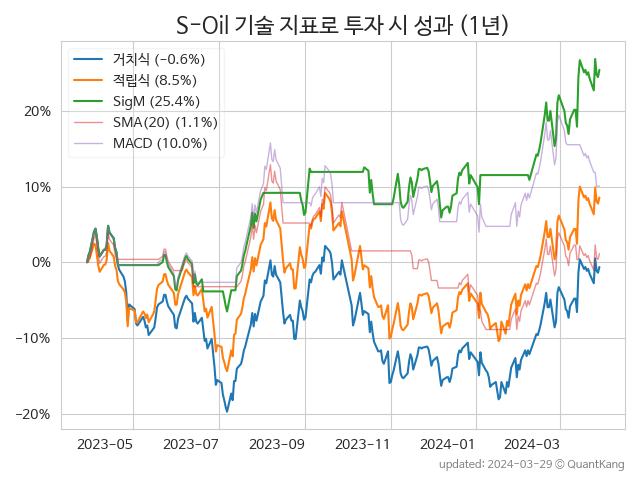 S-Oil 기술 지표로 투자 시 성과 (1년)
거치식 (-0.6%)
적립식 (8.5%)
SigM (25.4%)
SMA(20) (1.1%)
MACD (10.0%)
20%
10%
0%
−10%
−20%
2023-05 2023-07 2023-09 2023-11 2024-01 2024-03
updated: 2024-03-29 © QuantKang